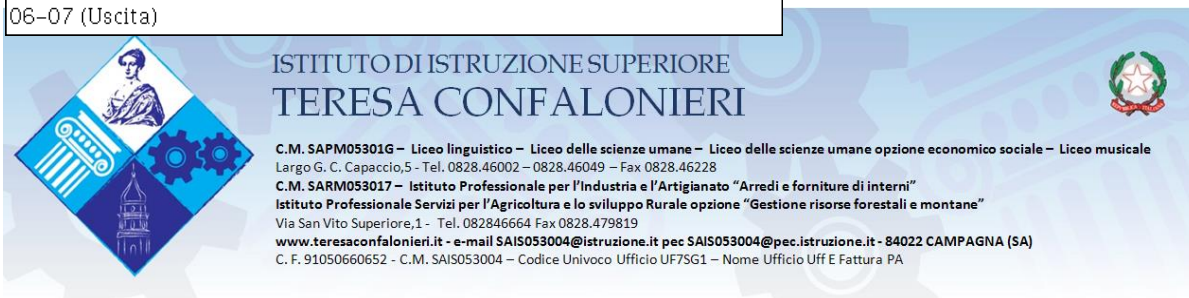 06-07 (Uscita)
ISTITUTO DI ISTRUZIONE SUPERIORE
TERESA CONFALONIERI
C.M. SAPM05301G – Liceo linguistico – Liceo delle scienze umane – Liceo delle scienze umane opzione economico sociale – Liceo musicale
Largo G. C. Capaccio,5 - Tel. 0828.46002 – 0828.46049 – Fax 0828.46228
C.M. SARM053017 – Istituto Professionale per l'Industria e l'Artigianato "Arredi e forniture di interni"
Istituto Professionale Servizi per l'Agricoltura e lo sviluppo Rurale opzione "Gestione risorse forestali e montane"
Via San Vito Superiore,1 - Tel. 082846664 Fax 0828.479819
www.teresaconfalonieri.it - e-mail SAIS053004@istruzione.it pec SAIS053004@pec.istruzione.it - 84022 CAMPAGNA (SA)
C. F. 91050660652 - C.M. SAIS053004 – Codice Univoco Ufficio UF7SG1 – Nome Ufficio Uff E Fattura PA